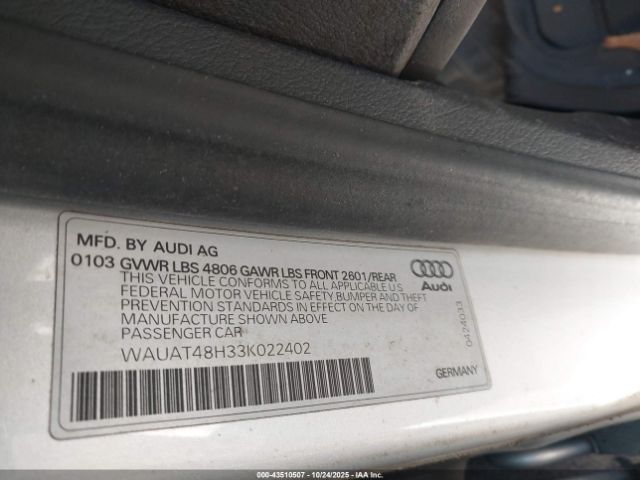 MFD. BY AUDI AG
0103 GVWR LBS 4806 GAWR LBS FRONT 2601/REAR
THIS VEHICLE CONFORMS TO ALL APPLICABLE U.S
FEDERAL MOTOR VEHICLE SAFETY, BUMPER AND THEFT
PREVENTION STANDARDS IN EFFECT ON THE DAY OF
MANUFACTURE SHOWN ABOVE
PASSENGER CAR
WAUAT48H33K022402
Audi
0424033
GERMANY
000-43510507 - 10/24/2025 - IAAI Inc.